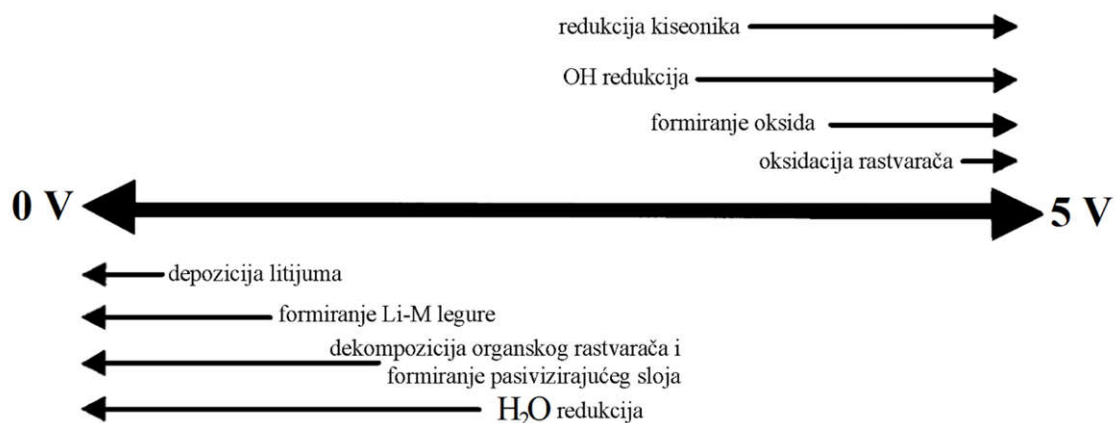 redukcija kiseonika
OH redukcija
formiranje oksida
oksidacija rastvarača
0 V
5 V
depozicija litijuma
formiranje Li-M legure
dekompozicija organskog rastvarača i
formiranje pasivizirajućeg sloja
H₂O redukcija